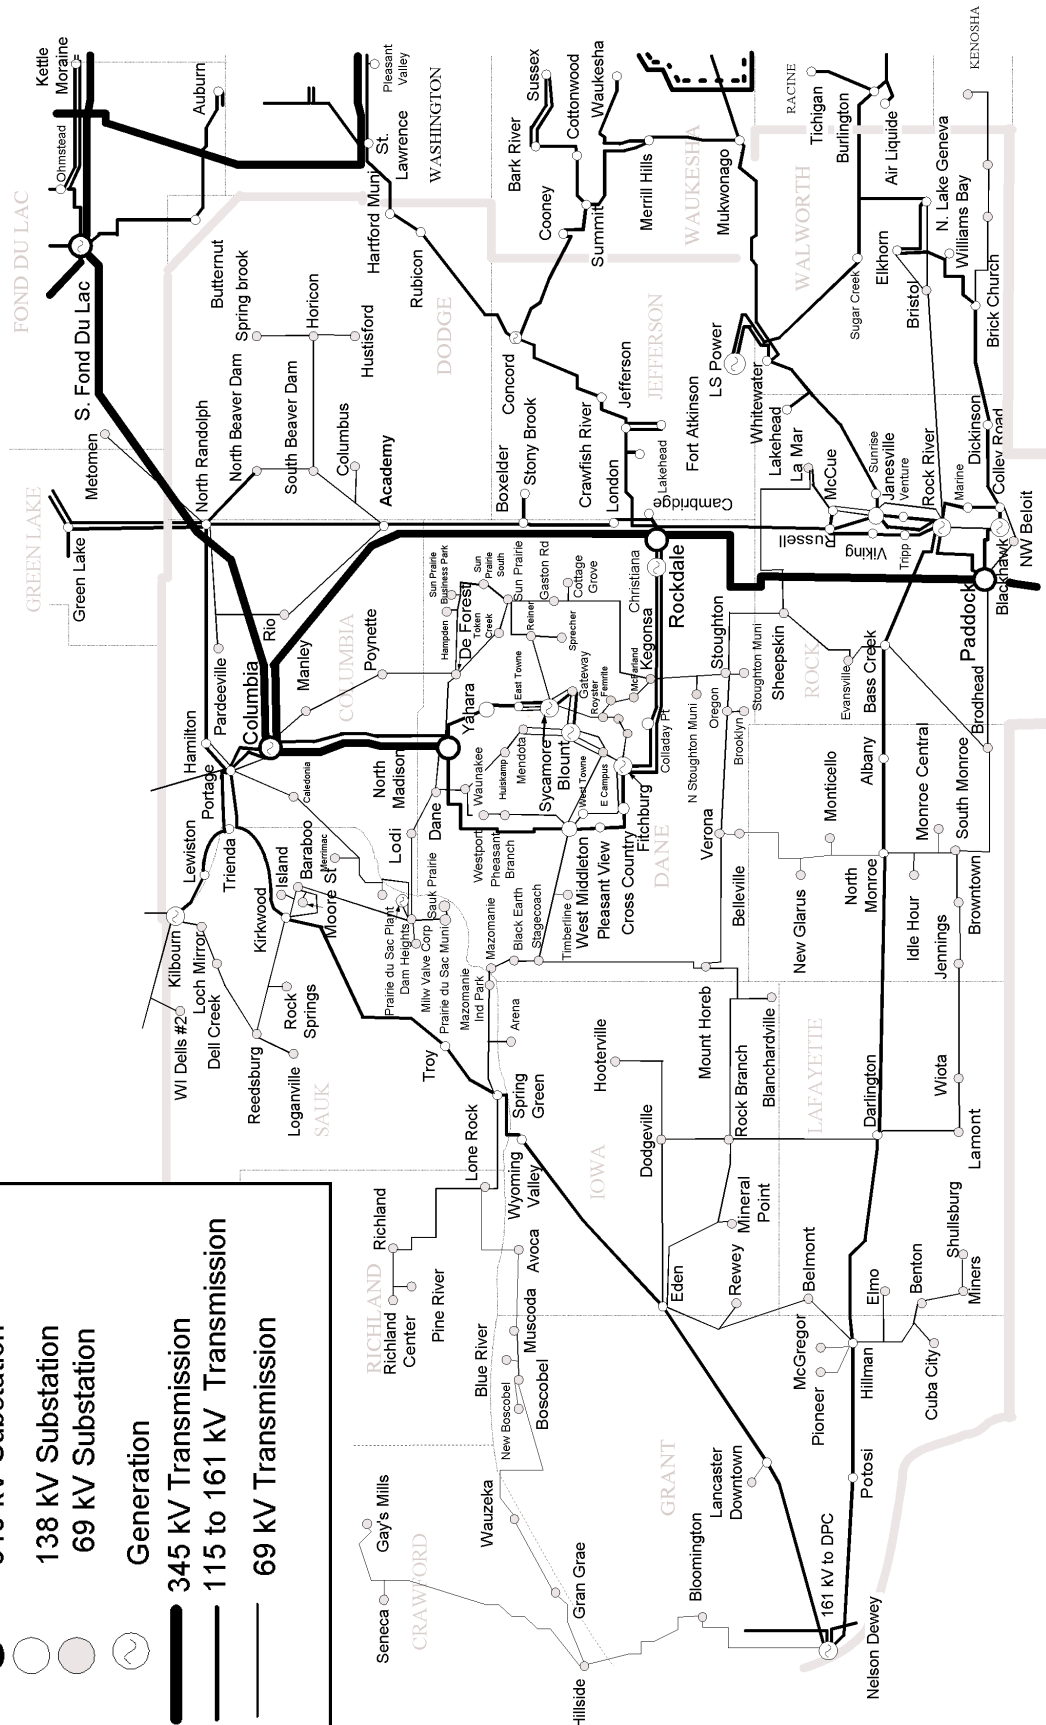 138 kV Substation
69 kV Substation
Generation
345 kV Transmission
115 to 161 kV Transmission
69 kV Transmission
FOND DU LAC
GREEN LAKE
WASHINGTON
DODGE
COLUMBIA
SAUK
RICHLAND
CRAWFORD
GRANT
IOWA
LAFAYETTE
DANE
ROCK
JEFFERSON
WAUKESHA
WALWORTH
RACINE
KENOSHA
Kettle
Moraine
Ohmstead
Auburn
Pleasant
Valley
St.
Lawrence
Hartford Muni
Rubicon
S. Fond Du Lac
Butternut
Metomen
Green Lake
North Randolph
North Beaver Dam
South Beaver Dam
Spring brook
Horicon
Hustisford
Columbus
Academy
Rio
Pardeeville
Hamilton
Portage
Columbia
Manley
Poynette
Caledonia
Lewiston
Trienda
Kilbourn
Kirkwood
Island
Baraboo
Merrimac
Moore St
WI Dells #2
Loch Mirror
Dell Creek
Rock
Springs
Reedsburg
Loganville
North
Madison
Lodi
Dane
Sauk Prairie
Prairie du Sac Plant
Dam Heights
Milw Valve Corp
Prairie du Sac Muni
Troy
Sussex
Bark River
Cottonwood
Waukesha
Cooney
Summit
Merrill Hills
Mukwonago
Concord
Jefferson
Crawfish River
Fort Atkinson
Lakehead
London
Boxelder
Stony Brook
Cambridge
Sun Prairie
Business Park
Sun
Prairie
South
Sun Prairie
Hampden
De Forest
Token
Creek
Gaston Rd
Cottage
Grove
Reiner
Sprecher
Yahara
East Towne
Gateway
Royster
Femrite
McFarland
Kegonsa
Christiana
Rockdale
Sycamore
Blount
Mendota
Huiskamp
Waunakee
Westport
Pheasant
Branch
West Towne
E Campus
Fitchburg
Colladay Pt
West Middleton
Pleasant View
Cross Country
Timberline
Stagecoach
Black Earth
Mazomanie
Mazomanie
Ind Park
Arena
Spring
Green
Lone Rock
Wyoming
Valley
Richland
Richland
Center
Pine River
Avoca
Muscoda
Blue River
Boscobel
New Boscobel
Wauzeka
Gran Grae
Gay's Mills
Seneca
Hillside
Bloomington
Lancaster
Downtown
161 kV to DPC
Nelson Dewey
Potosi
Hillman
Pioneer
McGregor
Belmont
Elmo
Cuba City
Benton
Miners
Shullsburg
Eden
Rewey
Mineral
Point
Dodgeville
Hooterville
Rock Branch
Blanchardville
Mount Horeb
Darlington
Lamont
Wiota
Jennings
Browntown
Idle Hour
North
Monroe
New Glarus
Monticello
Monroe Central
South Monroe
Albany
Belleville
Verona
Brooklyn
Oregon
N Stoughton Muni
Stoughton
Stoughton Muni
Sheepskin
Evansville
Bass Creek
Brodhead
Paddock
Blackhawk
NW Beloit
Colley Road
Dickinson
Marine
Rock River
Venture
Janesville
Sunrise
Tripp
Viking
Russell
McCue
La Mar
Lakehead
Whitewater
LS Power
Sugar Creek
Bristol
Elkhorn
Brick Church
Williams Bay
N. Lake Geneva
Tichigan
Burlington
Air Liquide